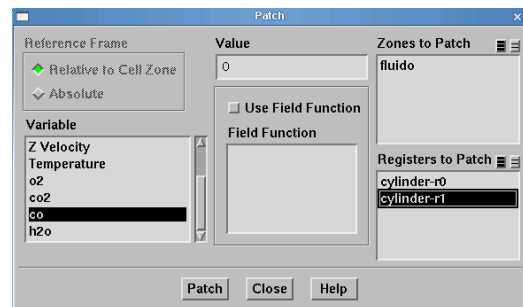 Patch
Reference Frame
Relative to Cell Zone
Absolute
Variable
Z Velocity
Temperature
o2
co2
co
h2o
Value
0
Use Field Function
Field Function
Zones to Patch
fluido
Registers to Patch
cylinder-r0
cylinder-r1
Patch Close Help